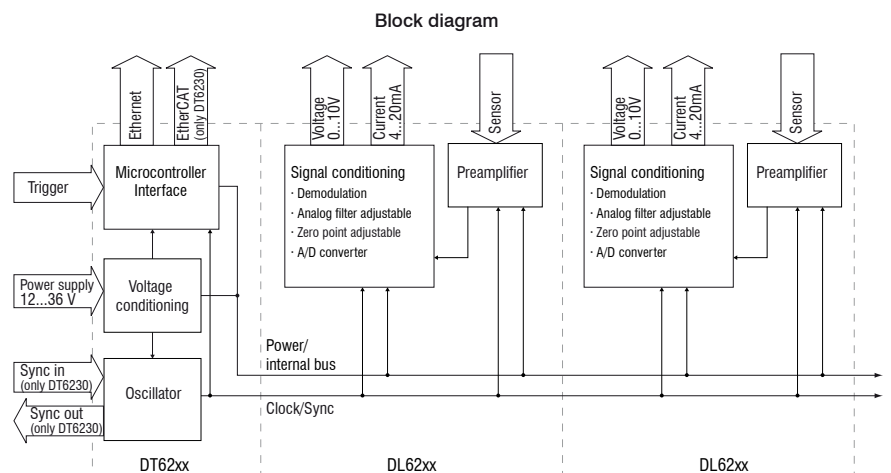 Block diagram
Ethernet
EtherCAT
(only DT6230)
Voltage
0...10V
Current
4...20mA
Sensor
Voltage
0...10V
Current
4...20mA
Sensor
Trigger
Microcontroller
Interface
Signal conditioning
· Demodulation
· Analog filter adjustable
· Zero point adjustable
· A/D converter
Preamplifier
Signal conditioning
· Demodulation
· Analog filter adjustable
· Zero point adjustable
· A/D converter
Preamplifier
Power supply
12...36 V
Voltage
conditioning
Power/
internal bus
Sync in
(only DT6230)
Oscillator
Clock/Sync
Sync out
(only DT6230)
DT62xx
DL62xx
DL62xx